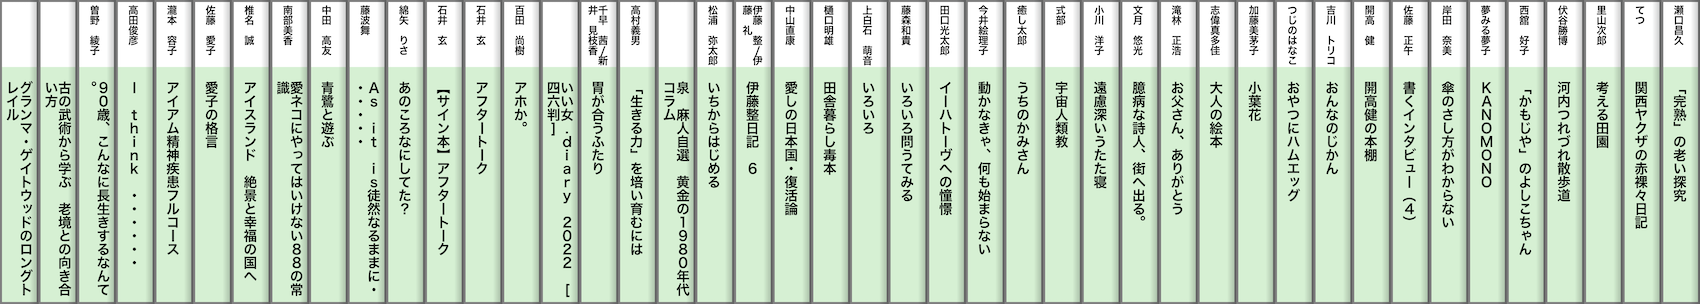 瀬口昌久
「完熟」の老い探究
てつ
関西ヤクザの赤裸々日記
里山次郎
考える田園
伏谷勝博
河内つれづれ散歩道
西舘　好子
「かもじや」のよしこちゃん
夢みる夢子
ＫＡＮＯＭＯＮＯ
岸田　奈美
傘のさし方がわからない
佐藤　正午
書くインタビュー（４）
開高　健
開高健の本棚
吉川　トリコ
おんなのじかん
つじのはなこ
おやつにハムエッグ
加藤美茅子
小葉花
志偉真多佳
大人の絵本
滝林　正浩
お父さん、ありがとう
文月　悠光
臆病な詩人、街へ出る。
小川　洋子
遠慮深いうたた寝
式部
宇宙人類教
癒し太郎
うちのかみさん
今井絵理子
動かなきゃ、何も始まらない
田口光太郎
イーハトーヴへの憧憬
藤森和貴
いろいろ問うてみる
上白石　萌音
いろいろ
樋口明雄
田舎暮らし毒本
中山直康
愛しの日本国・復活論
伊藤　整/伊
藤　礼
伊藤整日記　６
松浦　弥太郎
いちからはじめる
泉　麻人自選　黄金の１９８０年代
コラム
高村義男
「生きる力」を培い育むには
千早　茜/新
井　見枝香
胃が合うふたり
いい女．ｄｉａｒｙ　２０２２　［
四六判］
百田　尚樹
アホか。
石井　玄
アフタートーク
石井　玄
【サイン本】アフタートーク
綿矢　りさ
あのころなにしてた？
藤波舞
Ａｓ　ｉｔ　ｉｓ徒然なるままに・
・・・・・
中田　高友
青鷺と遊ぶ
南部美香
愛ネコにやってはいけない８８の常
識
佐藤　愛子
愛子の格言
椎名　誠
アイスランド　絶景と幸福の国へ
瀧本　容子
アイアム精神疾患フルコース
高田俊彦
Ｉ　ｔｈｉｎｋ　．．．．．．
曽野　綾子
９０歳、こんなに長生きするなんて
。
古の武術から学ぶ　老境との向き合
い方
グランマ・ゲイトウッドのロングト
レイル